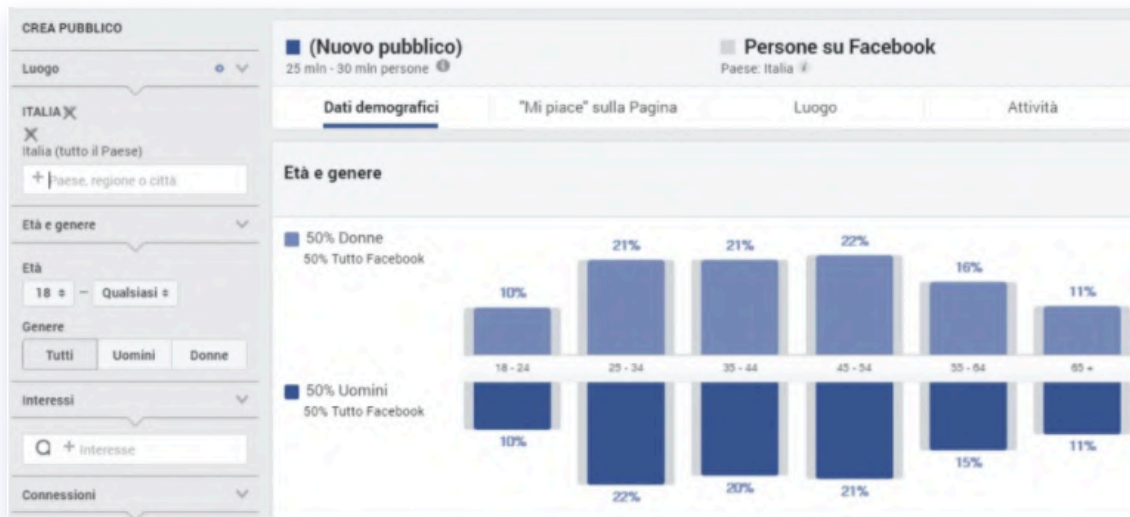 CREA PUBBLICO
Luogo
ITALIA
Italia (tutto il Paese)
+ Paese, regione o città
Età e genere
Età
18 – Qualsiasi
Genere
Tutti Uomini Donne
Interessi
+ Interesse
Connessioni
(Nuovo pubblico)
25 mln - 30 mln persone
Persone su Facebook
Paese: Italia
Dati demografici "Mi piace" sulla Pagina Luogo Attività
Età e genere
50% Donne
50% Tutto Facebook
10% 21% 21% 22% 16% 11%
18 - 24 25 - 34 35 - 44 45 - 54 55 - 64 65 +
50% Uomini
50% Tutto Facebook
10% 22% 20% 21% 15% 11%